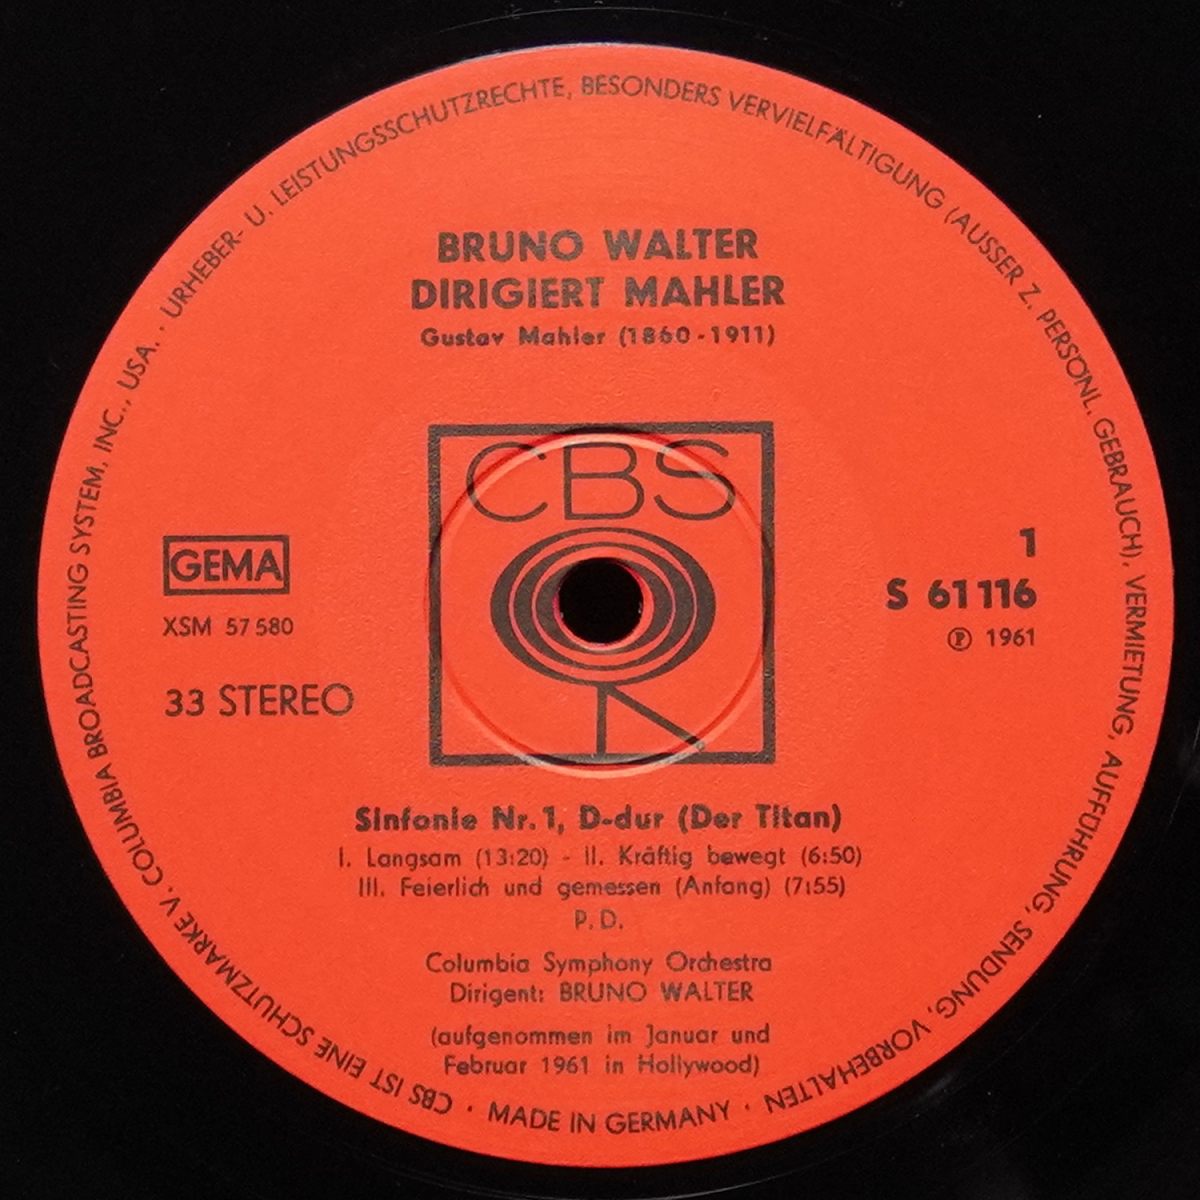 URHEBER- U. LEISTUNGSSCHUTZRECHTE, BESONDERS VERVIELFÄLTIGUNG (AUSSER Z. PERSÖNL. GEBRAUCH), VERMIETUNG, AUFFÜHRUNG, SENDUNG, VORBEHALTEN
BRUNO WALTER
DIRIGIERT MAHLER
Gustav Mahler (1860-1911)
CBS
GEMA
XSM 57 580
33 STEREO
1
S 61 116
℗ 1961
Sinfonie Nr. 1, D-dur (Der Titan)
I. Langsam (13:20) - II. Kräftig bewegt (6:50)
III. Feierlich und gemessen (Anfang) (7:55)
P. D.
Columbia Symphony Orchestra
Dirigent: BRUNO WALTER
(aufgenommen im Januar und
Februar 1961 in Hollywood)
· MADE IN GERMANY ·
CBS IST EINE SCHUTZMARKE V. COLUMBIA BROADCASTING SYSTEM, INC., USA. ·